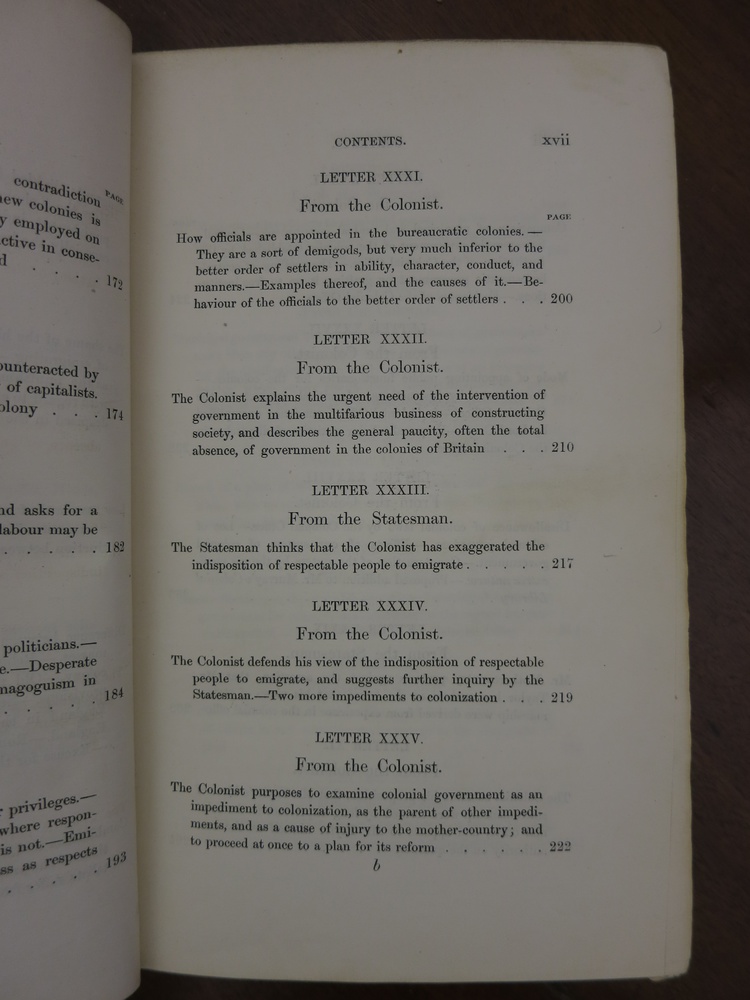 contradiction
PAGE
new colonies is
y employed on
ctive in conse-
d . . . . 172
ounteracted by
of capitalists.
olony . . . 174
nd asks for a
labour may be
. . . . . 182
politicians.—
e.—Desperate
magoguism in
. . . . . 184
r privileges.—
where respon-
is not.—Emi-
ss as respects
. . . . . 193
CONTENTS. xvii
LETTER XXXI.
From the Colonist.
PAGE
How officials are appointed in the bureaucratic colonies. —
They are a sort of demigods, but very much inferior to the
better order of settlers in ability, character, conduct, and
manners.—Examples thereof, and the causes of it.—Be-
haviour of the officials to the better order of settlers . . . 200
LETTER XXXII.
From the Colonist.
The Colonist explains the urgent need of the intervention of
government in the multifarious business of constructing
society, and describes the general paucity, often the total
absence, of government in the colonies of Britain . . . 210
LETTER XXXIII.
From the Statesman.
The Statesman thinks that the Colonist has exaggerated the
indisposition of respectable people to emigrate . . . . . 217
LETTER XXXIV.
From the Colonist.
The Colonist defends his view of the indisposition of respectable
people to emigrate, and suggests further inquiry by the
Statesman.—Two more impediments to colonization . . . 219
LETTER XXXV.
From the Colonist.
The Colonist purposes to examine colonial government as an
impediment to colonization, as the parent of other impedi-
ments, and as a cause of injury to the mother-country; and
to proceed at once to a plan for its reform . . . . . . 222
b